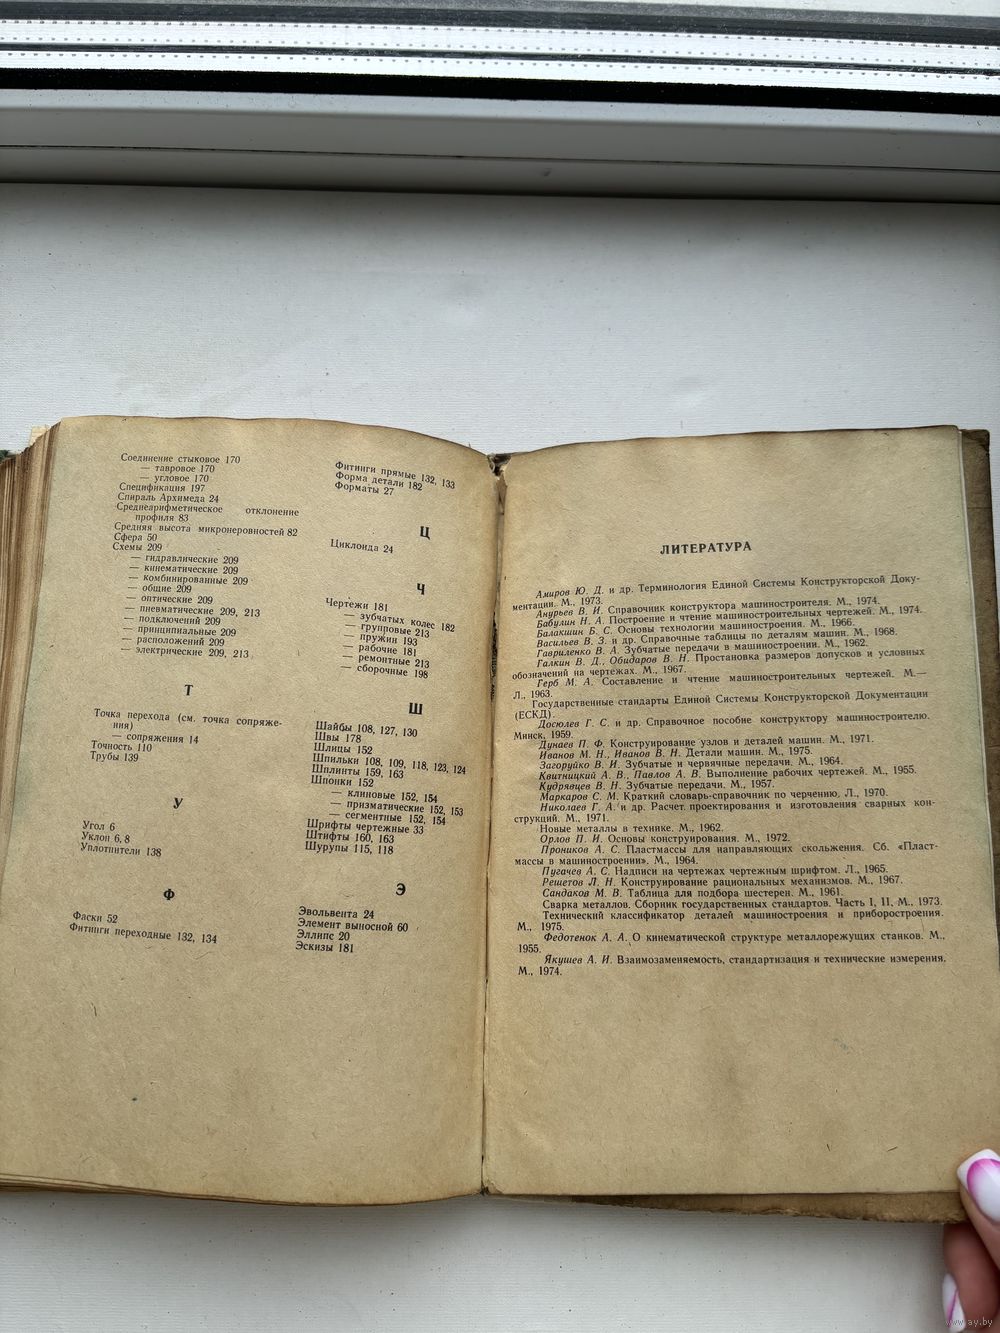 Соединение стыковое 170
— тавровое 170
— угловое 170
Спецификация 197
Спираль Архимеда 24
Среднеарифметическое отклонение
профиля 83
Средняя высота микронеровностей 82
Сфера 50
Схемы 209
— гидравлические 209
— кинематические 209
— комбинированные 209
— общие 209
— оптические 209
— пневматические 209, 213
— подключений 209
— принципиальные 209
— расположений 209
— электрические 209, 213
Т
Точка перехода (см. точка сопряже-
ния)
— сопряжения 14
Точность 110
Трубы 139
У
Угол 6
Уклон 6, 8
Уплотнители 138
Ф
Фаски 52
Фитинги переходные 132, 134
Фитинги прямые 132, 133
Форма детали 182
Форматы 27
Ц
Циклоида 24
Ч
Чертежи 181
— зубчатых колес 182
— групповые 213
— пружин 193
— рабочие 181
— ремонтные 213
— сборочные 198
Ш
Шайбы 108, 127, 130
Швы 178
Шлицы 152
Шпильки 108, 109, 118, 123, 124
Шплинты 159, 163
Шпонки 152
— клиновые 152, 154
— призматические 152, 153
— сегментные 152, 154
Шрифты чертежные 33
Штифты 160, 163
Шурупы 115, 118
Э
Эвольвента 24
Элемент выносной 60
Эллипс 20
Эскизы 181
ЛИТЕРАТУРА
Амиров Ю. Д. и др. Терминология Единой Системы Конструкторской Доку-
ментации. М., 1973.
Анурьев В. И. Справочник конструктора машиностроителя. М., 1974.
Бабулин Н. А. Построение и чтение машиностроительных чертежей. М., 1974.
Балакшин Б. С. Основы технологии машиностроения. М., 1966.
Васильев В. З. и др. Справочные таблицы по деталям машин. М., 1968.
Гавриленко В. А. Зубчатые передачи в машиностроении. М., 1962.
Галкин В. Д., Обидаров В. Н. Простановка размеров допусков и условных
обозначений на чертежах. М., 1967.
Герб М. А. Составление и чтение машиностроительных чертежей. М.—
Л., 1963.
Государственные стандарты Единой Системы Конструкторской Документации
(ЕСКД).
Досюлев Г. С. и др. Справочное пособие конструктору машиностроителю.
Минск, 1959.
Дунаев П. Ф. Конструирование узлов и деталей машин. М., 1971.
Иванов М. Н., Иванов В. Н. Детали машин. М., 1975.
Загоруйко В. И. Зубчатые и червячные передачи. М., 1964.
Квитницкий А. В., Павлов А. В. Выполнение рабочих чертежей. М., 1955.
Кудрявцев В. Н. Зубчатые передачи. М., 1957.
Маркаров С. М. Краткий словарь-справочник по черчению. Л., 1970.
Николаев Г. А. и др. Расчет проектирования и изготовления сварных кон-
струкций. М., 1971.
Новые металлы в технике. М., 1962.
Орлов П. И. Основы конструирования. М., 1972.
Проников А. С. Пластмассы для направляющих скольжения. Сб. «Пласт-
массы в машиностроении». М., 1964.
Пугачев А. С. Надписи на чертежах чертежным шрифтом. Л., 1965.
Решетов Л. Н. Конструирование рациональных механизмов. М., 1967.
Сандаков М. В. Таблица для подбора шестерен. М., 1961.
Сварка металлов. Сборник государственных стандартов. Часть I, II, М., 1973.
Технический классификатор деталей машиностроения и приборостроения.
М., 1975.
Федотенок А. А. О кинематической структуре металлорежущих станков. М.,
1955.
Якушев А. И. Взаимозаменяемость, стандартизация и технические измерения.
М., 1974.
www.ay.by